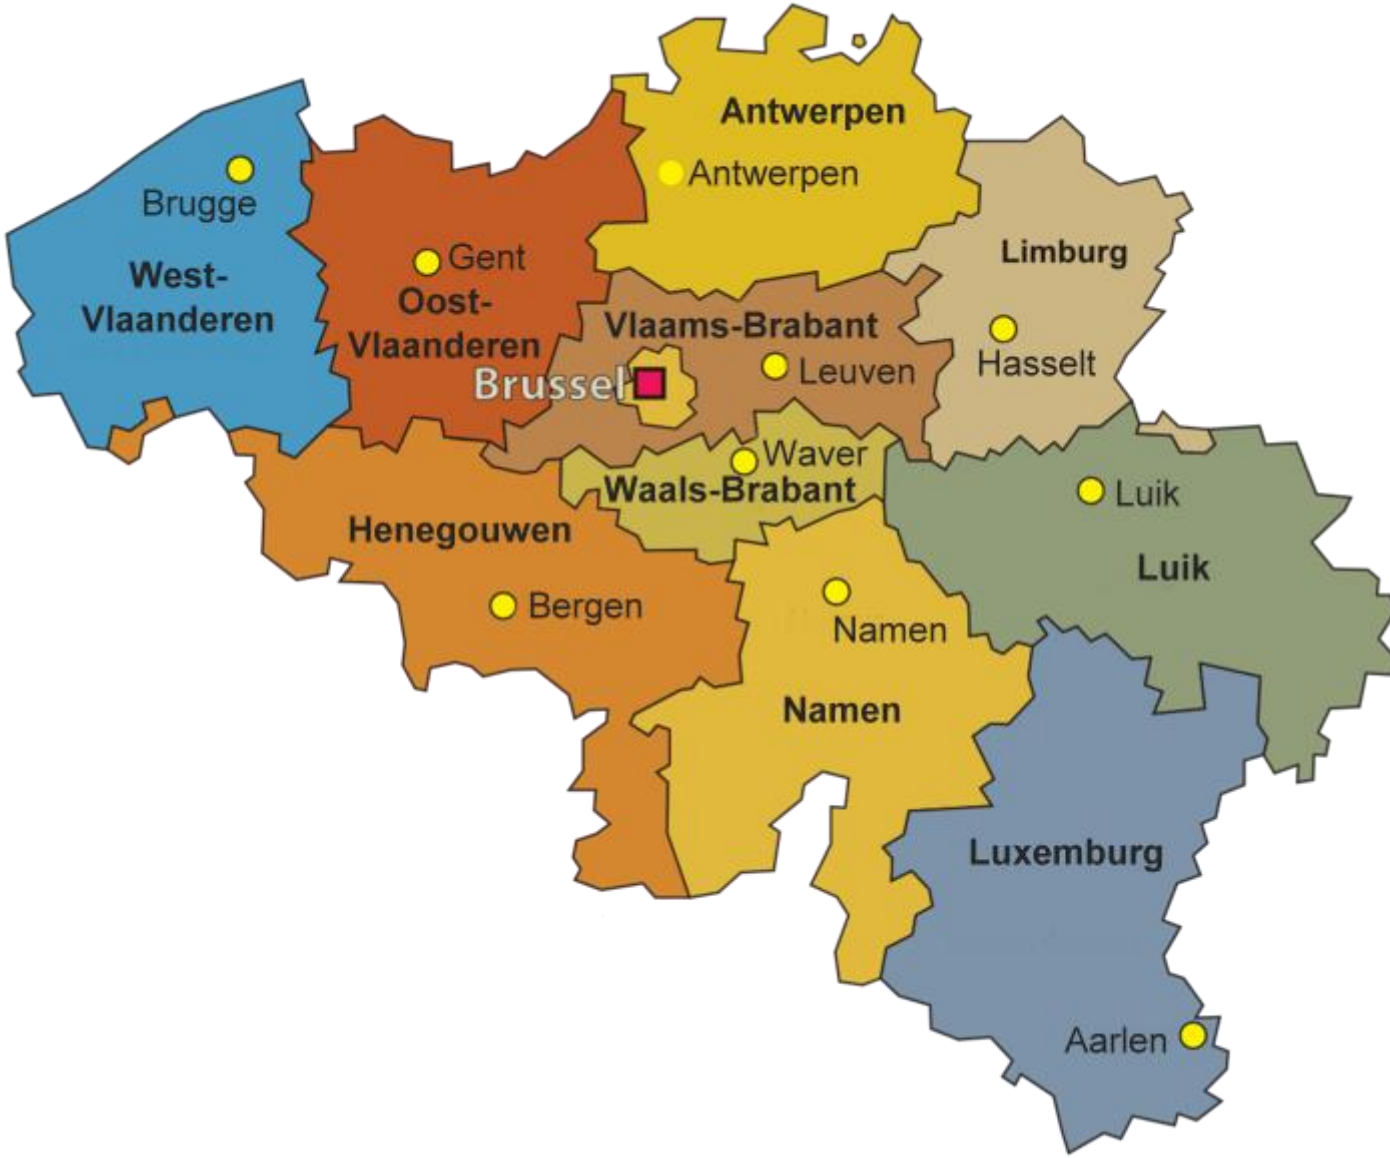 Antwerpen
Antwerpen
Brugge
West-
Vlaanderen
Gent
Oost-
Vlaanderen
Limburg
Hasselt
Vlaams-Brabant
Leuven
Brussel
Waver
Waals-Brabant
Henegouwen
Bergen
Luik
Luik
Namen
Namen
Luxemburg
Aarlen